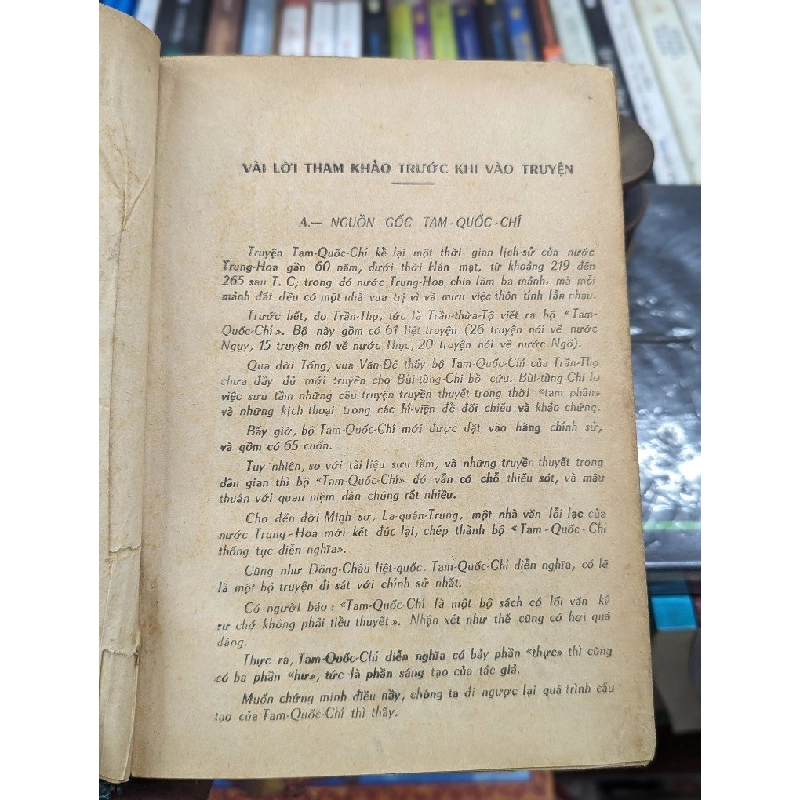 VÀI LỜI THAM KHẢO TRƯỚC KHI VÀO TRUYỆN
A.— NGUỒN GỐC TAM-QUỐC-CHÍ
Truyện Tam-Quốc-Chí kể lại một thời gian lịch-sử của nước
Trung-Hoa gần 60 năm, dưới thời Hán mạt, từ khoảng 219 đến
265 sau T. C; trong đó nước Trung-Hoa chia làm ba mảnh, mà mỗi
mảnh đất đều có một nhà vua trị vì và mưu việc thôn tính lẫn nhau.
Trước hết, do Trần-Thọ, tức là Trần-thừa-Tộ viết ra bộ «Tam-
Quốc-Chí». Bộ này gồm có 61 liệt truyện (26 truyện nói về nước
Ngụy, 15 truyện nói về nước Thục, 20 truyện nói về nước Ngô).
Qua đời Tống, vua Văn-Đế thấy bộ Tam-Quốc-Chí của Trần-Thọ
chưa đầy đủ mới truyền cho Bùi-tùng-Chi bổ cứu. Bùi-tùng-Chi lo
việc sưu tầm những câu truyện truyền thuyết trong thời «tam phân»
và những kịch thoại trong các hí-viện để đối chiếu và khảo chứng.
Bấy giờ, bộ Tam-Quốc-Chí mới được đặt vào hàng chính sử,
và gồm có 65 cuốn.
Tuy nhiên, so với tài liệu sưu tầm, và những truyền thuyết trong
dân gian thì bộ «Tam-Quốc-Chí» đó vẫn có chỗ thiếu sót, và mâu
thuẫn với quan niệm dân chúng rất nhiều.
Cho đến đời Minh sơ, La-quán-Trung, một nhà văn lỗi lạc của
nước Trung-Hoa mới kết đúc lại, chép thành bộ «Tam-Quốc-Chí
thông tục diễn nghĩa».
Cũng như Đông-Châu liệt-quốc, Tam-Quốc-Chí diễn nghĩa, có lẽ
là một bộ truyện đi sát với chính sử nhất.
Có người bảo: «Tam-Quốc-Chí là một bộ sách có lối văn kể
sự chớ không phải tiểu thuyết». Nhận xét như thế cũng có hơi quá
đáng.
Thực ra, Tam-Quốc-Chí diễn nghĩa có bảy phần «thực» thì cũng
có ba phần «hư», tức là phần sáng tạo của tác giả.
Muốn chứng minh điều nầy, chúng ta đi ngược lại quá trình cấu
tạo của Tam-Quốc-Chí thì thấy.